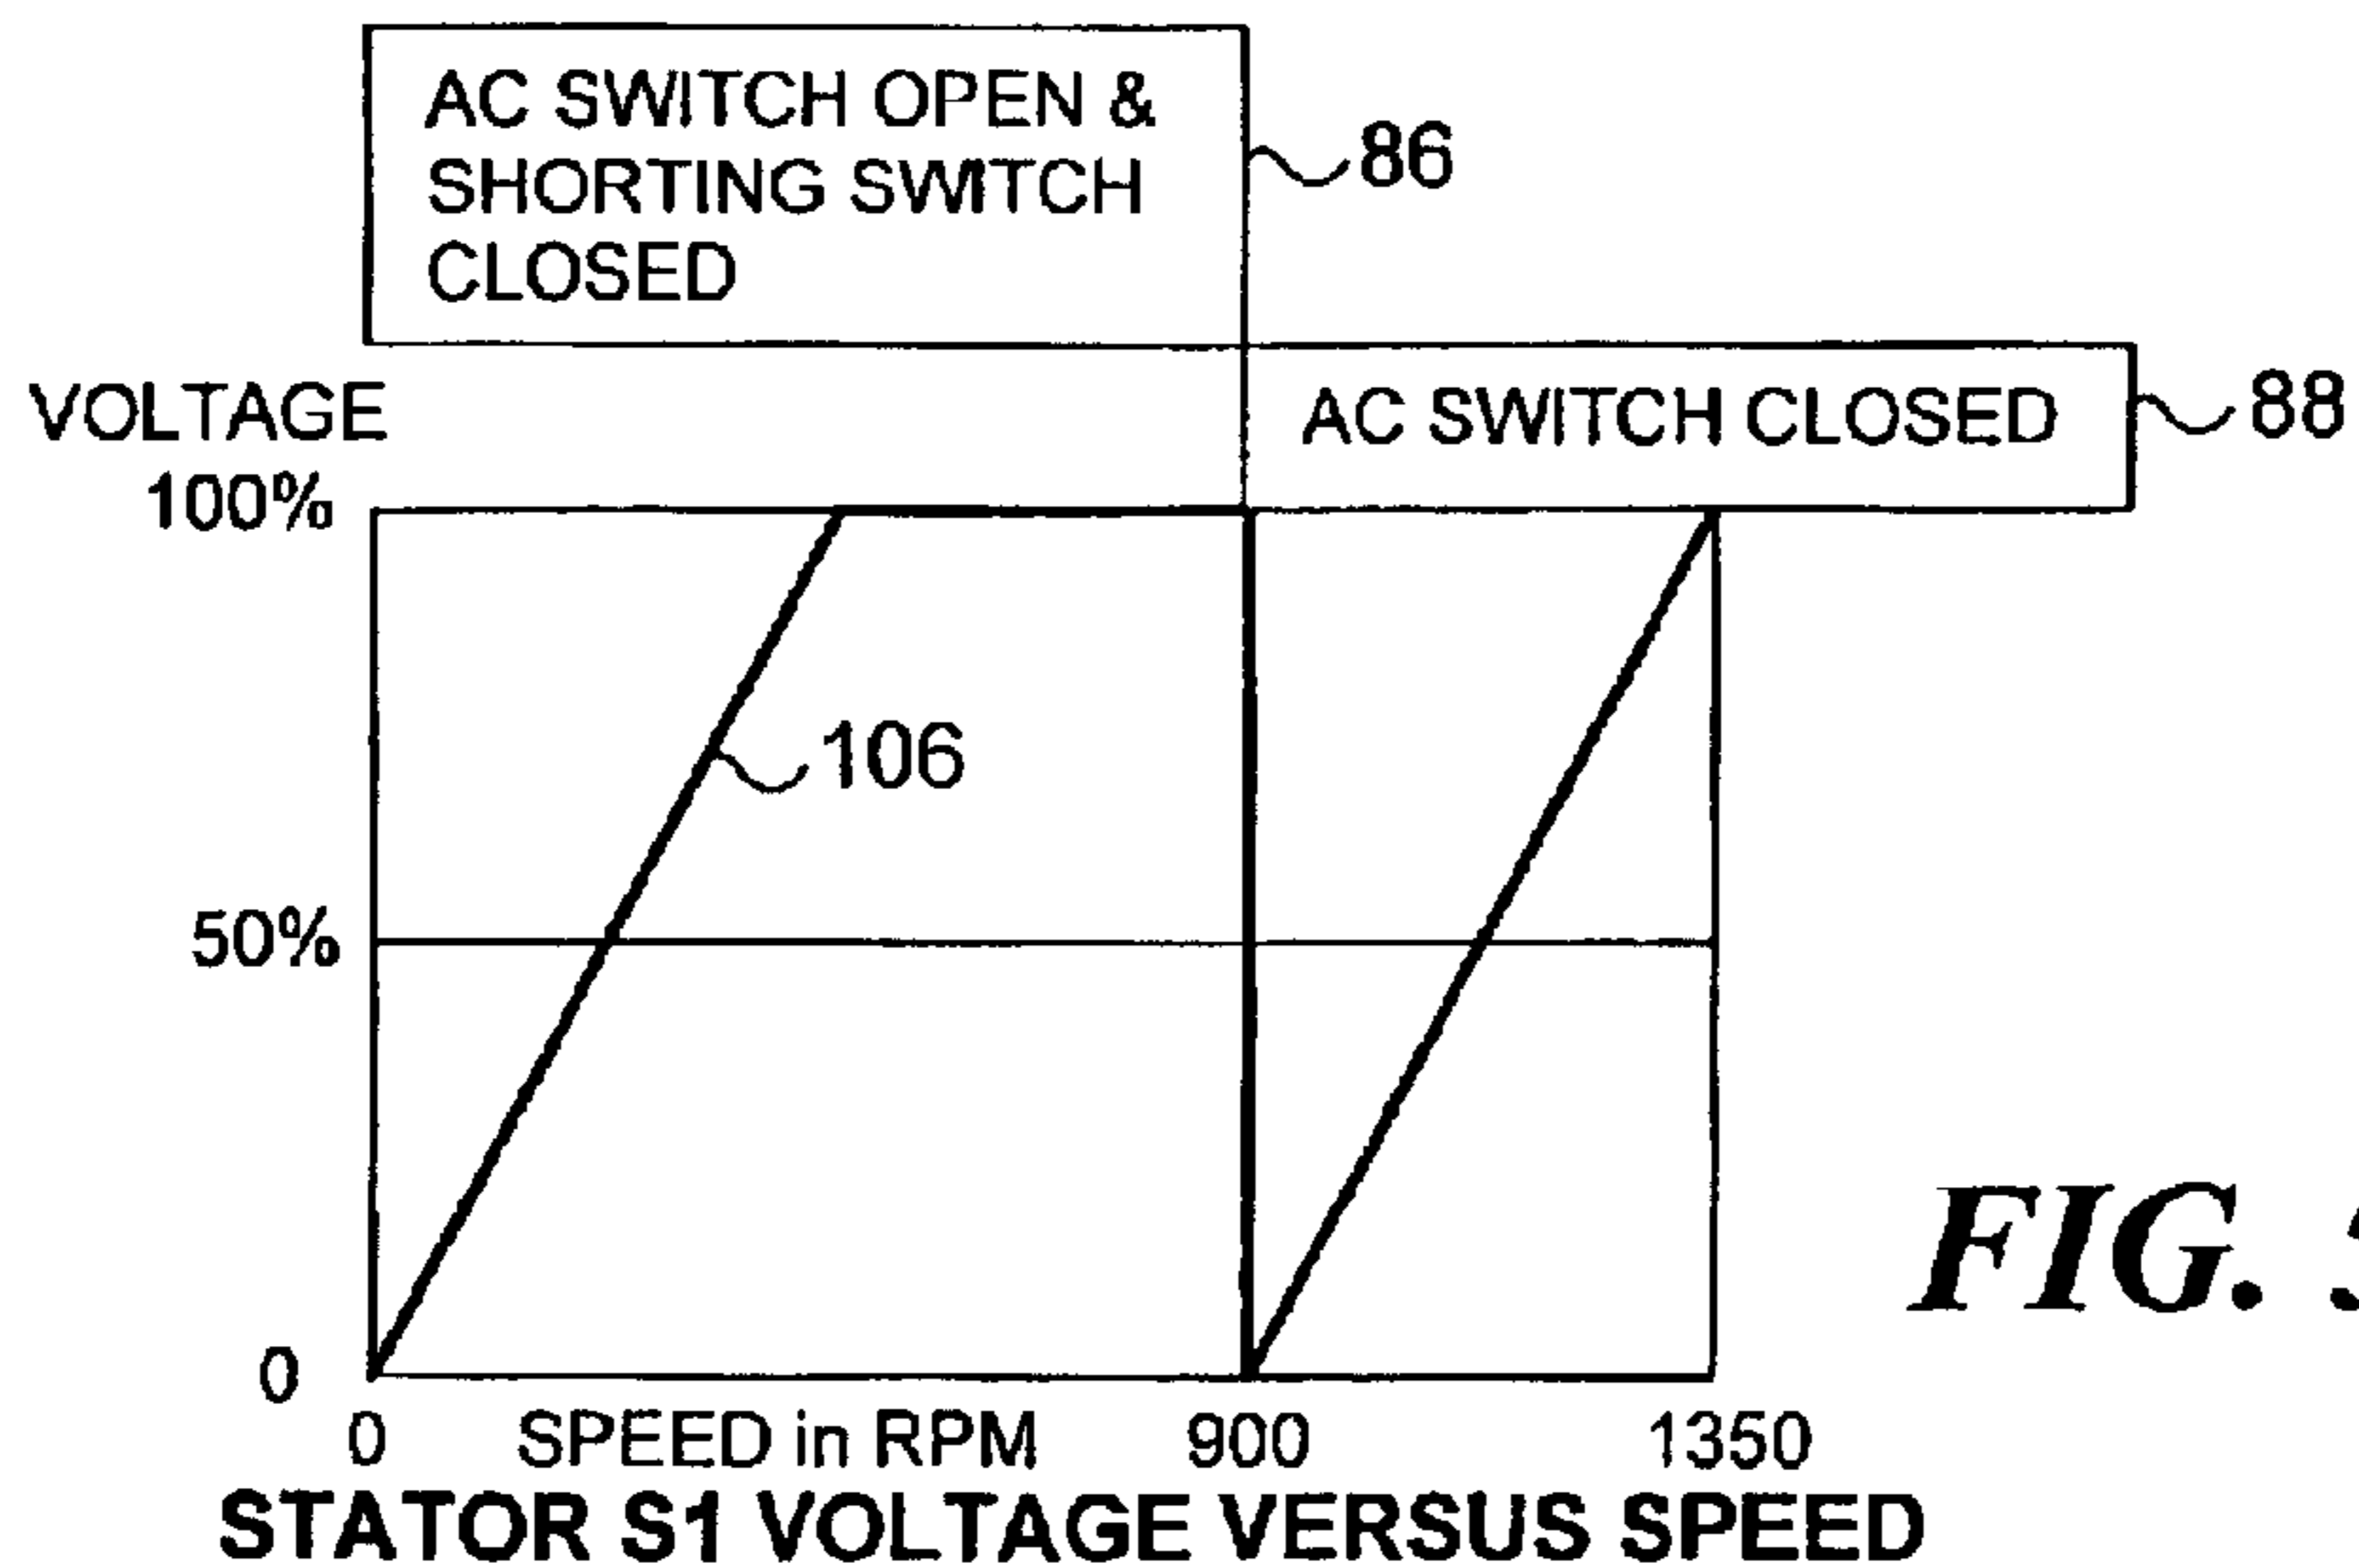 AC SWITCH OPEN &
SHORTING SWITCH
CLOSED
86
VOLTAGE
AC SWITCH CLOSED
88
100%
106
50%
FIG.
0
0
SPEED in RPM
900
1350
STATOR S1 VOLTAGE VERSUS SPEED